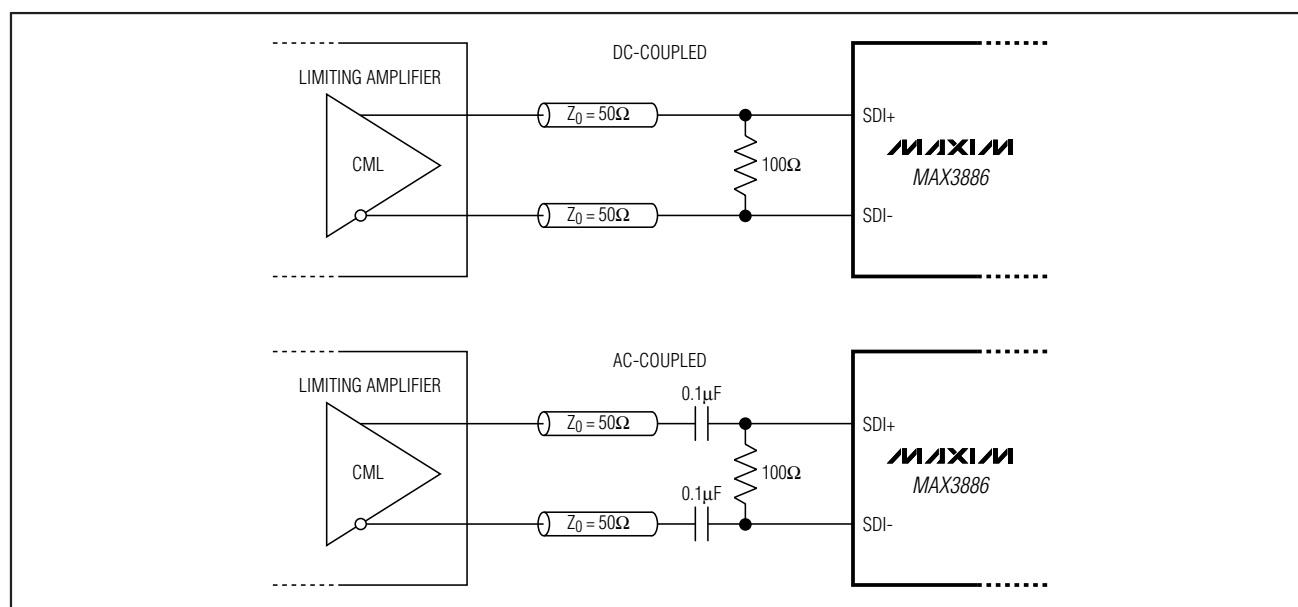 DC-COUPLED
LIMITING AMPLIFIER
CML
Z0 = 50Ω
Z0 = 50Ω
100Ω
SDI+
MAXIM
MAX3886
SDI-
AC-COUPLED
LIMITING AMPLIFIER
CML
0.1µF
Z0 = 50Ω
0.1µF
Z0 = 50Ω
100Ω
SDI+
MAXIM
MAX3886
SDI-